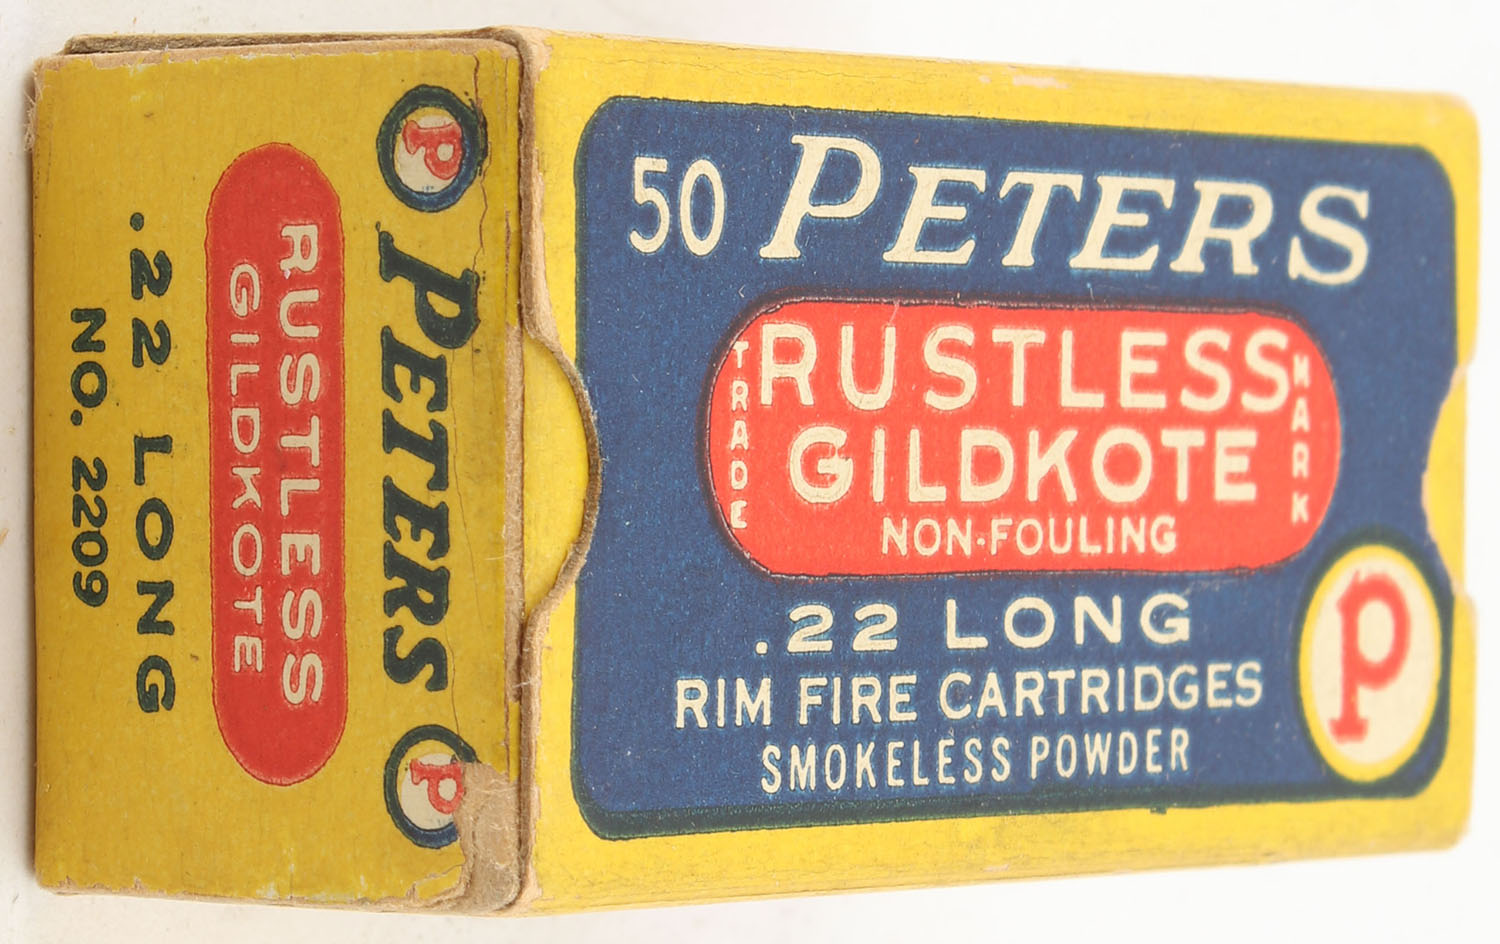 50 PETERS
TRADE MARK
RUSTLESS
GILDKOTE
NON-FOULING
.22 LONG
RIM FIRE CARTRIDGES
SMOKELESS POWDER
P
P PETERS P
RUSTLESS
GILDKOTE
.22 LONG
NO. 2209